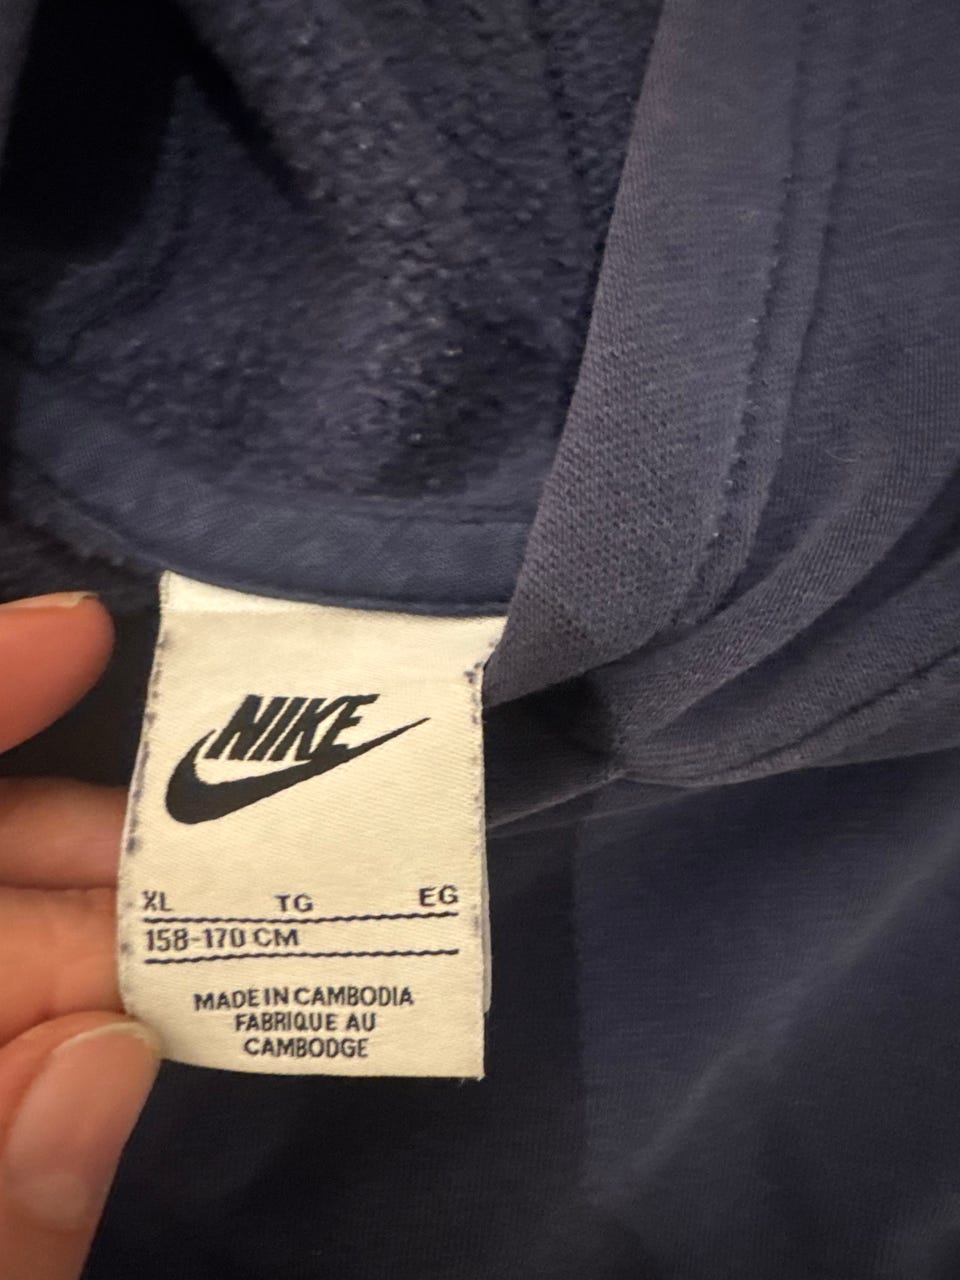 NIKE
XL TG EG
158-170 CM
MADE IN CAMBODIA
FABRIQUE AU
CAMBODGE